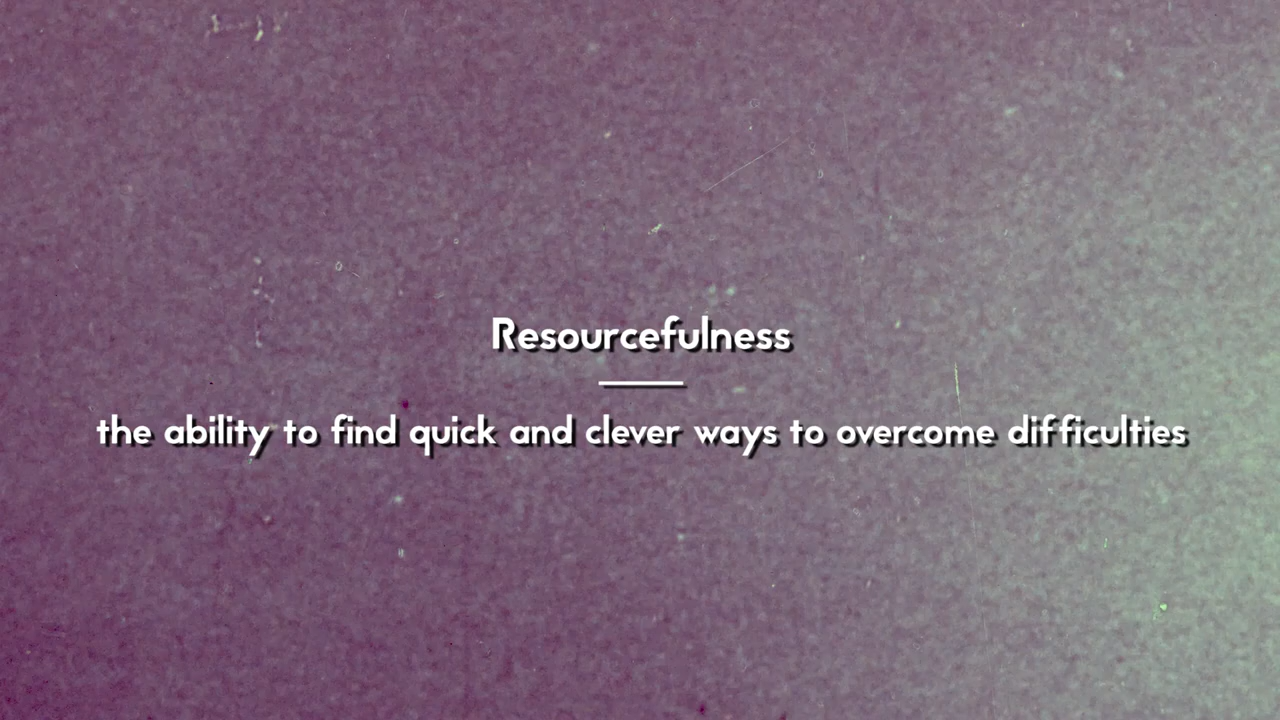 Resourcefulness
the ability to find quick and clever ways to overcome difficulties